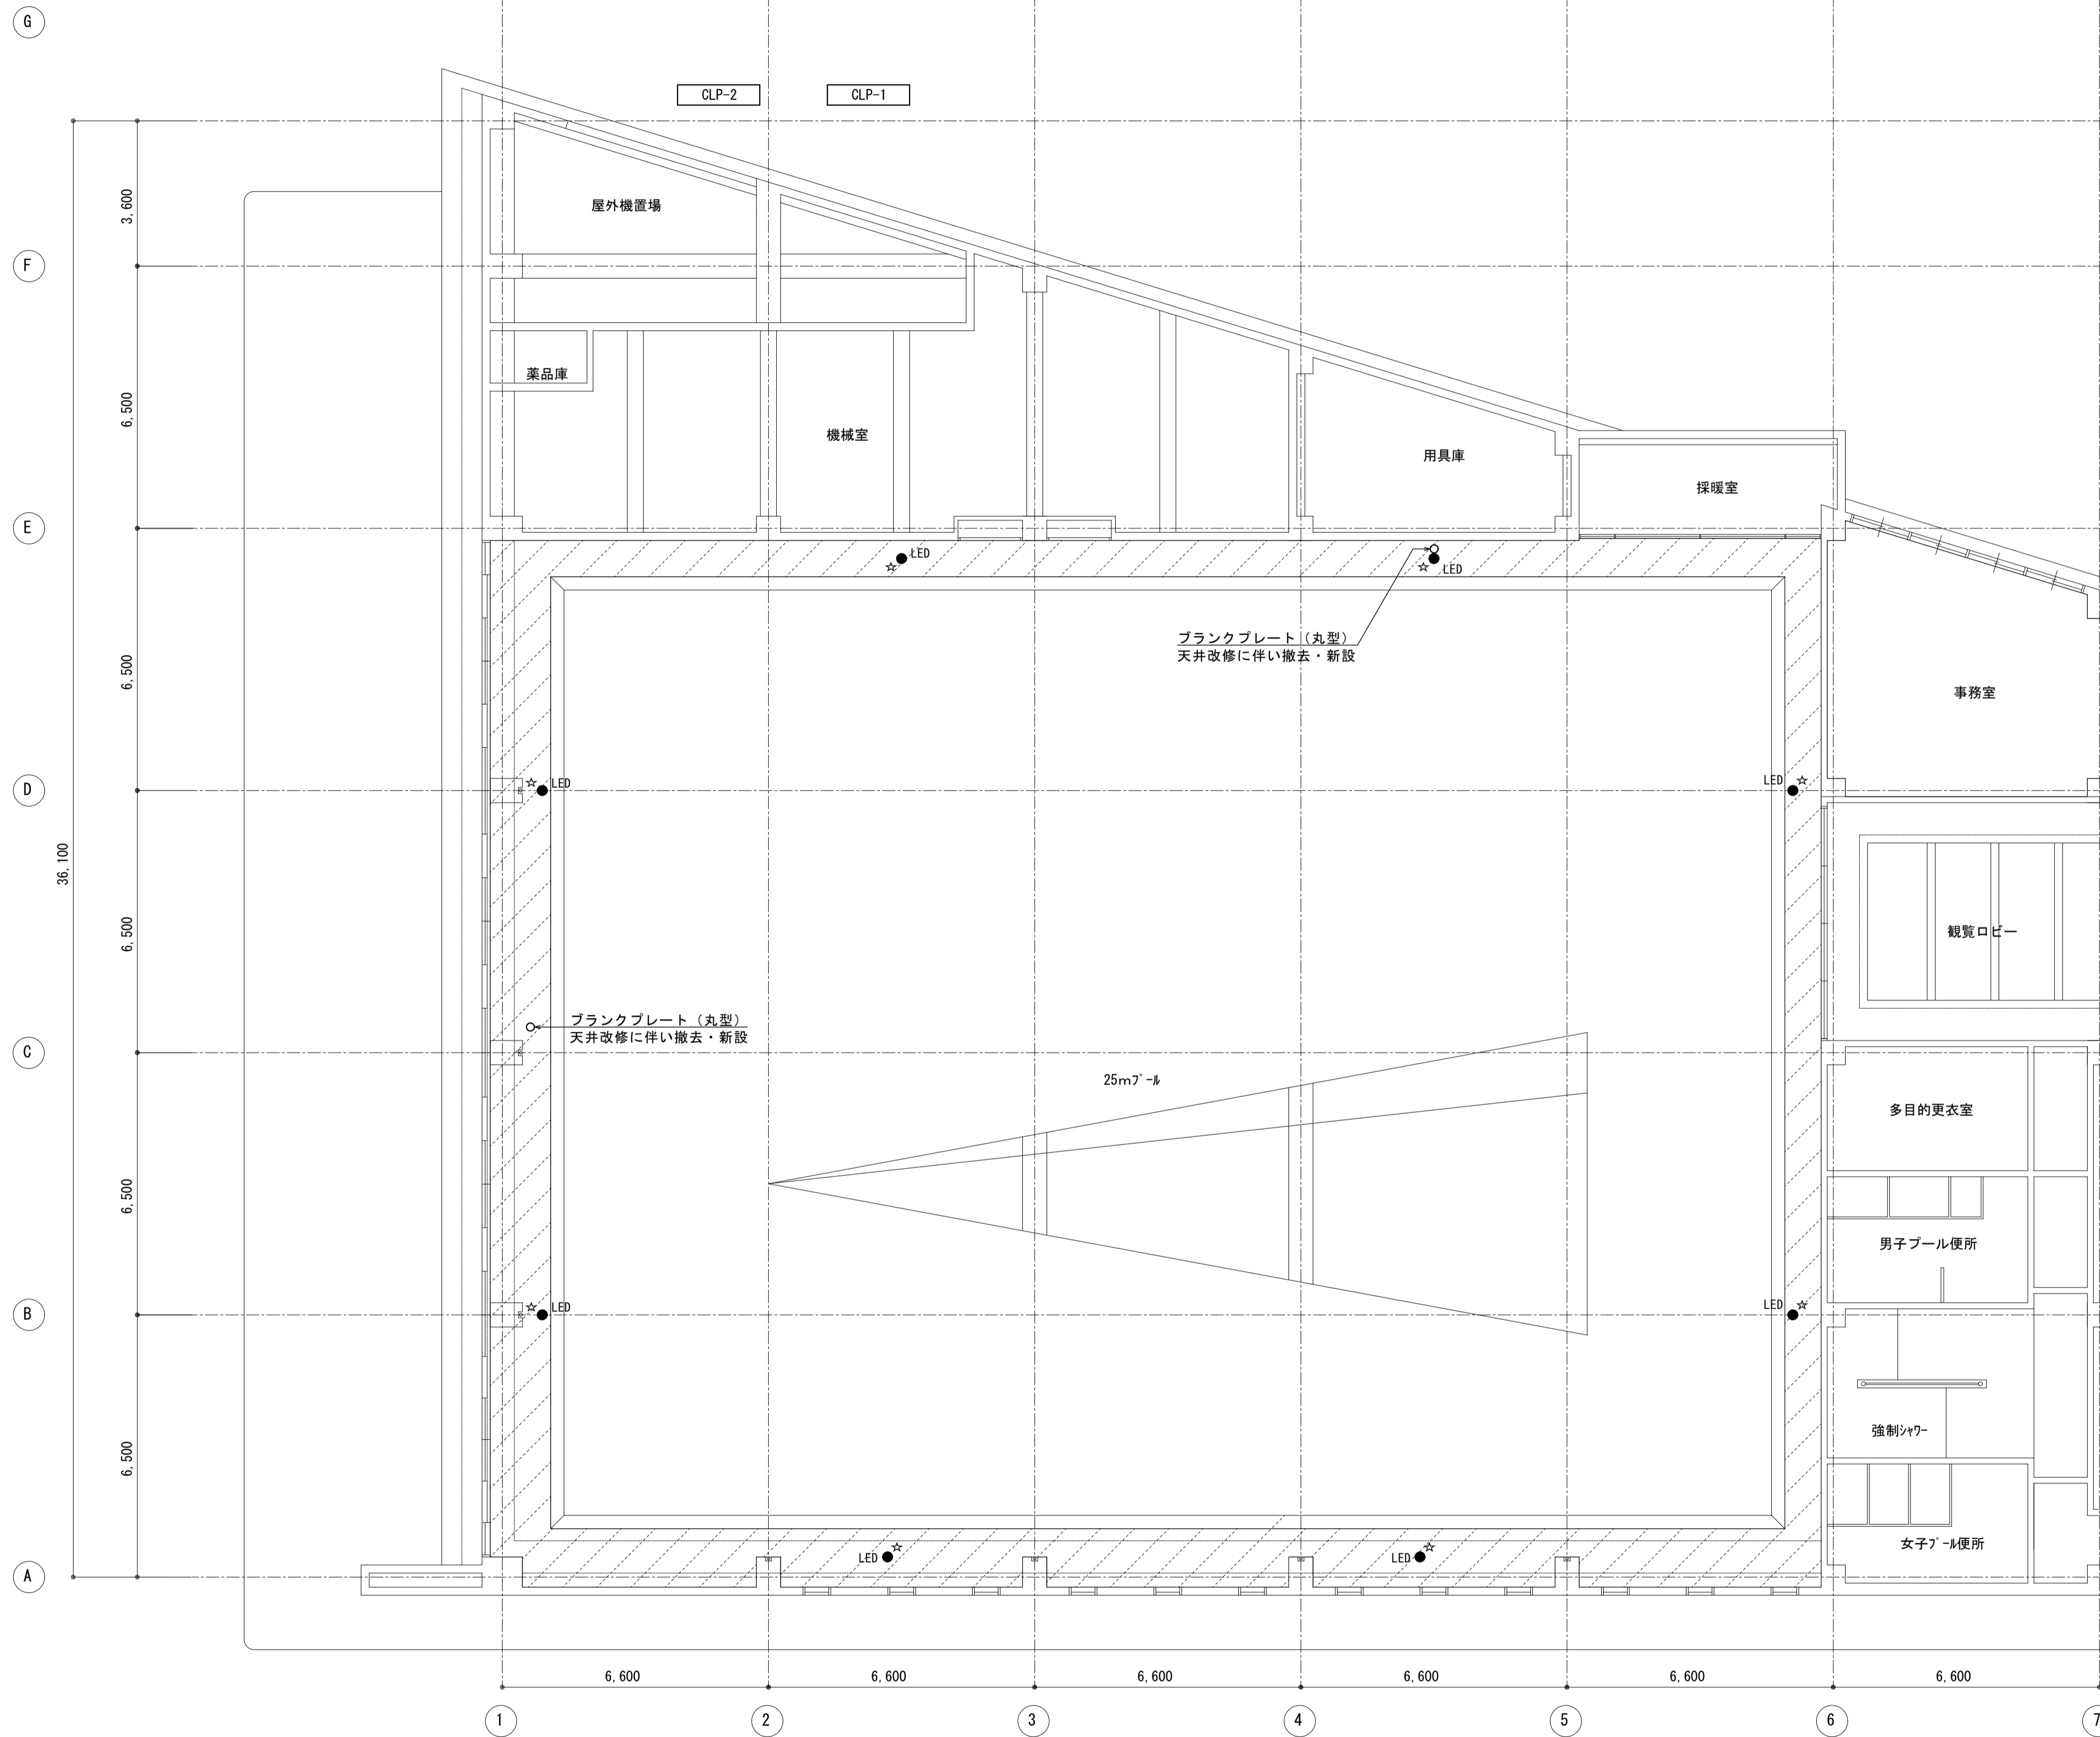 G
CLP-2
CLP-1
3,600
屋外機置場
F
薬品庫
6,500
機械室
用具庫
採暖室
E
LED
☆
☆
LED
ブランクプレート（丸型）
天井改修に伴い撤去・新設
6,500
事務室
D
☆
LED
LED
☆
36,100
6,500
観覧ロビー
ブランクプレート（丸型）
天井改修に伴い撤去・新設
C
25mﾌﾟｰﾙ
多目的更衣室
6,500
男子プール便所
B
☆
LED
LED
☆
強制ｼｬﾜｰ
6,500
女子ﾌﾟｰﾙ便所
LED
☆
LED
☆
A
6,600
6,600
6,600
6,600
6,600
6,600
1
2
3
4
5
6
7